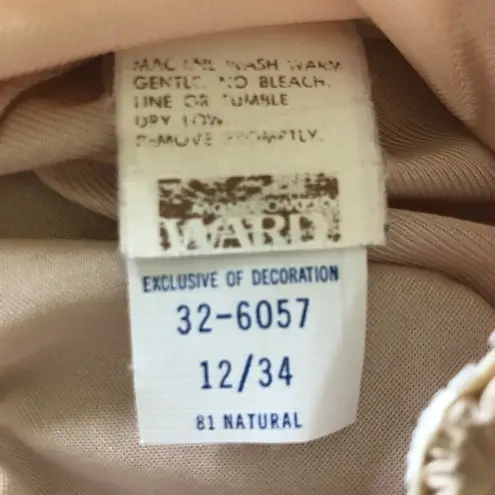 MACHINE WASH WARM
GENTLE. NO BLEACH.
LINE OR TUMBLE
DRY LOW.
REMOVE PROMPTLY.
MONTGOMERY
WARD
EXCLUSIVE OF DECORATION
32-6057
12/34
81 NATURAL